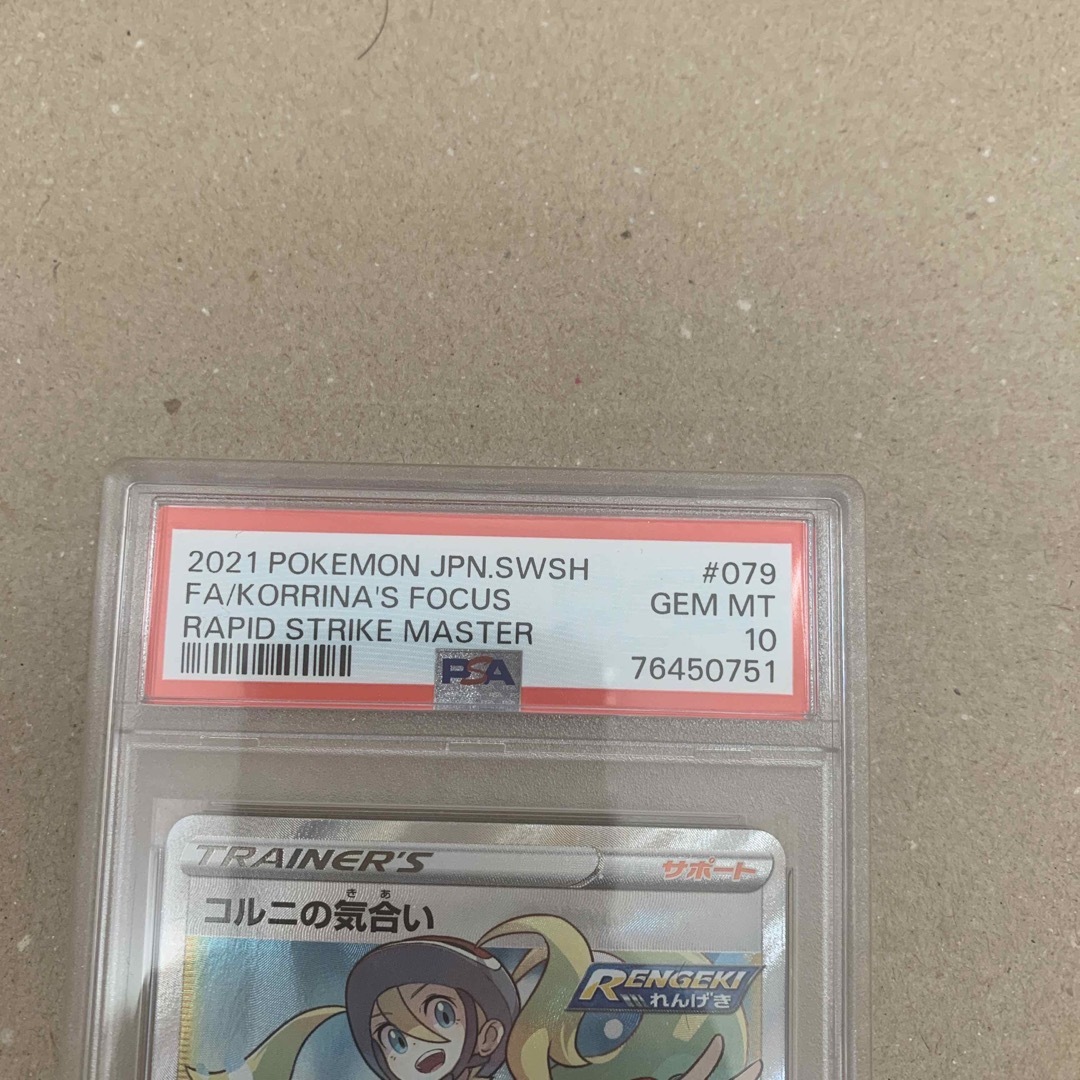 2021 POKEMON JPN.SWSH #079
FA/KORRINA'S FOCUS GEM MT
RAPID STRIKE MASTER 10
PSA 76450751
TRAINER'S サポート
きあ
コルニの気合い
RENGEKI
れんげき